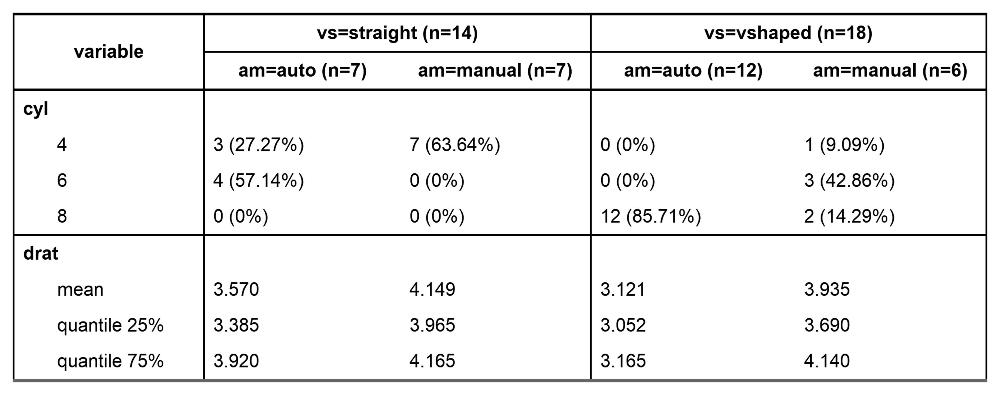 variable vs=straight (n=14) vs=vshaped (n=18)
am=auto (n=7) am=manual (n=7) am=auto (n=12) am=manual (n=6)
cyl
4 3 (27.27%) 7 (63.64%) 0 (0%) 1 (9.09%)
6 4 (57.14%) 0 (0%) 0 (0%) 3 (42.86%)
8 0 (0%) 0 (0%) 12 (85.71%) 2 (14.29%)
drat
mean 3.570 4.149 3.121 3.935
quantile 25% 3.385 3.965 3.052 3.690
quantile 75% 3.920 4.165 3.165 4.140